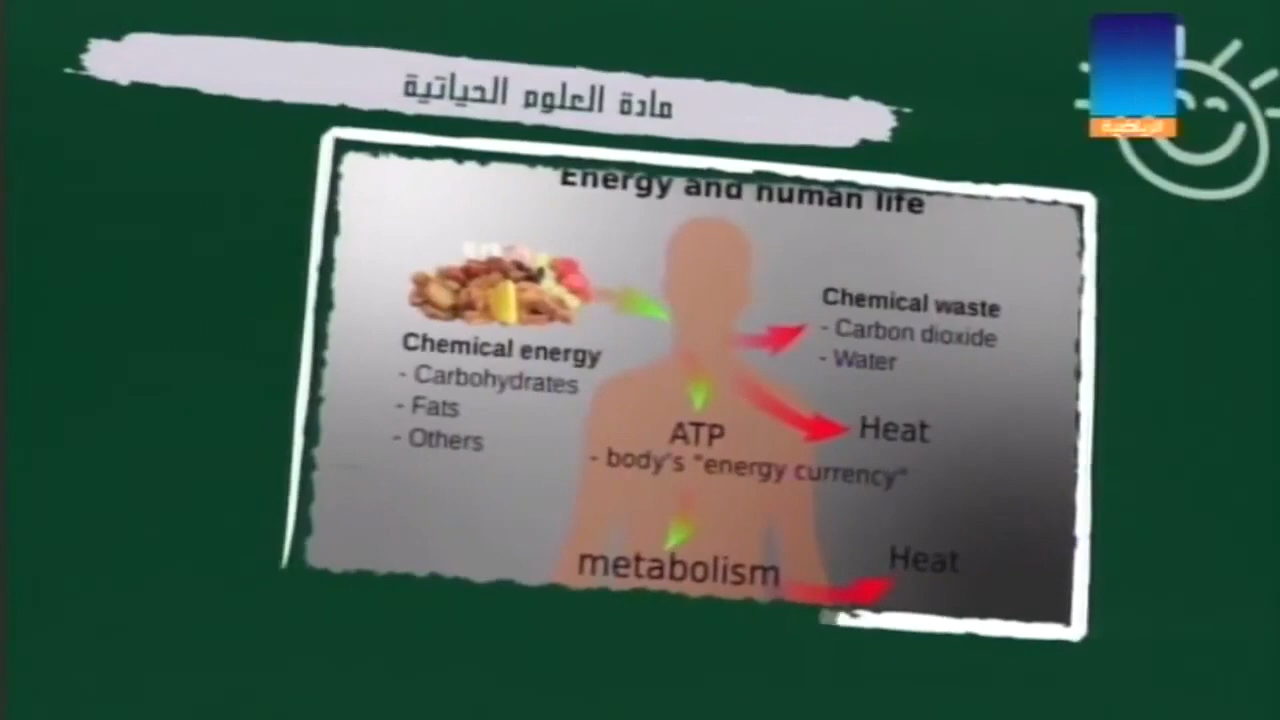 مادة العلوم الحياتية
الرياضية
Energy and human life
Chemical energy
- Carbohydrates
- Fats
- Others
Chemical waste
- Carbon dioxide
- Water
Heat
ATP
- body's "energy currency"
metabolism
Heat